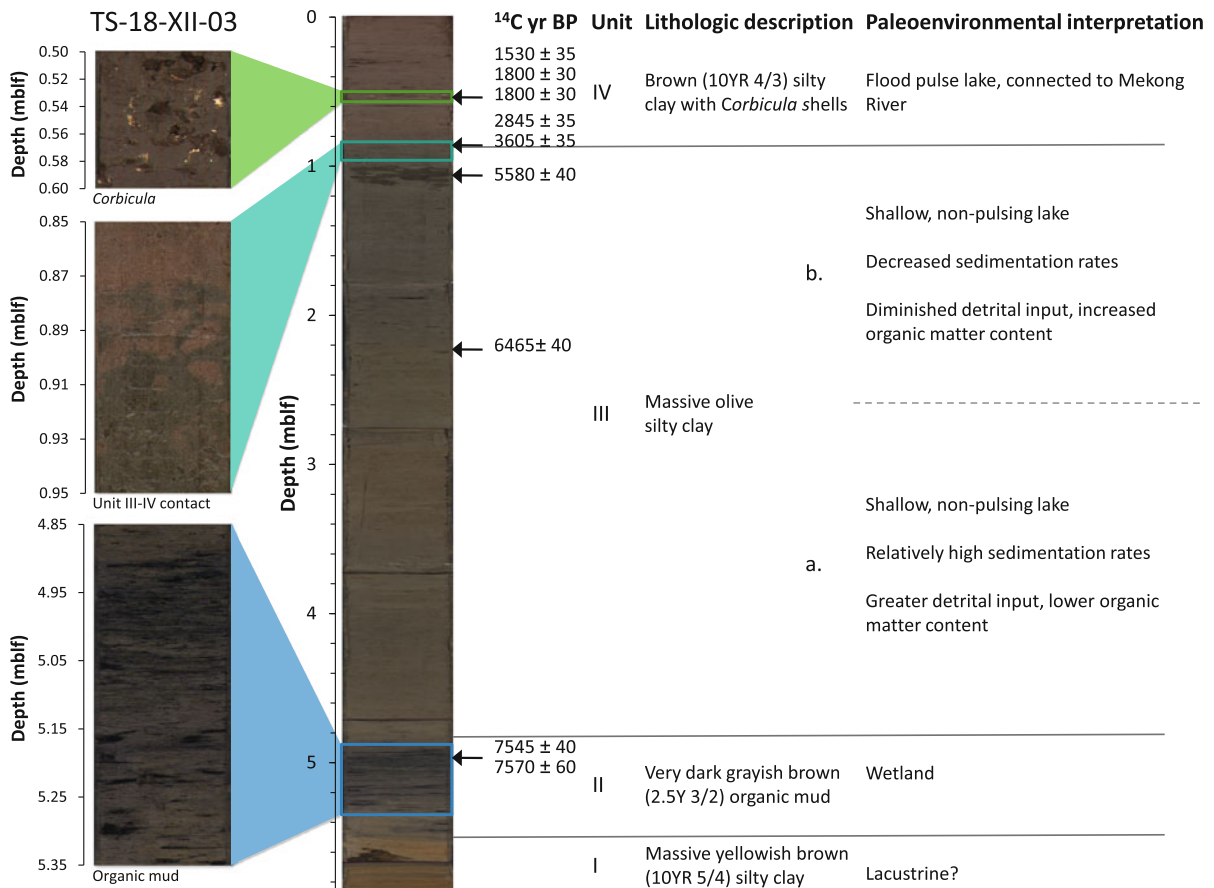 TS-18-XII-03
0.50
0.52
0.54
0.56
0.58
0.60
Depth (mblf)
Corbicula
0.85
0.87
0.89
0.91
0.93
0.95
Depth (mblf)
Unit III-IV contact
4.85
4.95
5.05
5.15
5.25
5.35
Depth (mblf)
Organic mud
0
1
2
3
4
5
Depth (mblf)
14C yr BP
1530 ± 35
1800 ± 30
1800 ± 30
2845 ± 35
3605 ± 35
5580 ± 40
6465± 40
7545 ± 40
7570 ± 60
Unit
IV
III
II
I
Lithologic description
Brown (10YR 4/3) silty
clay with Corbicula shells
Massive olive
silty clay
Very dark grayish brown
(2.5Y 3/2) organic mud
Massive yellowish brown
(10YR 5/4) silty clay
Paleoenvironmental interpretation
Flood pulse lake, connected to Mekong
River
b.
Shallow, non-pulsing lake
Decreased sedimentation rates
Diminished detrital input, increased
organic matter content
a.
Shallow, non-pulsing lake
Relatively high sedimentation rates
Greater detrital input, lower organic
matter content
Wetland
Lacustrine?